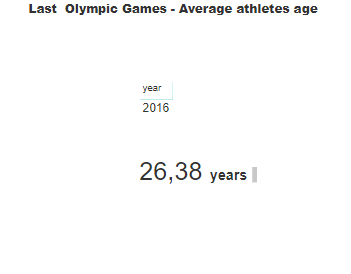 Last Olympic Games - Average athletes age
year
2016
26,38 years